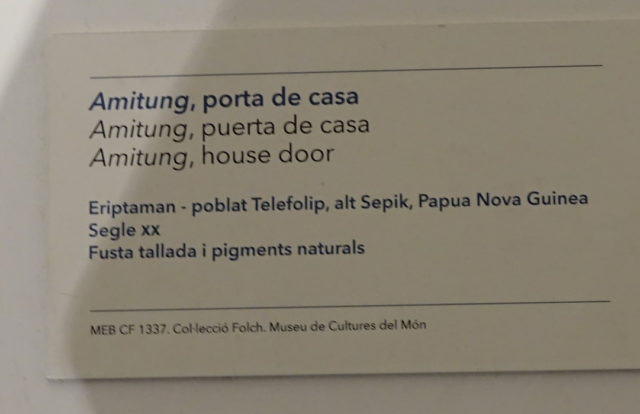 Amitung, porta de casa
Amitung, puerta de casa
Amitung, house door
Eriptaman - poblat Telefolip, alt Sepik, Papua Nova Guinea
Segle xx
Fusta tallada i pigments naturals
MEB CF 1337. Col·lecció Folch. Museu de Cultures del Món